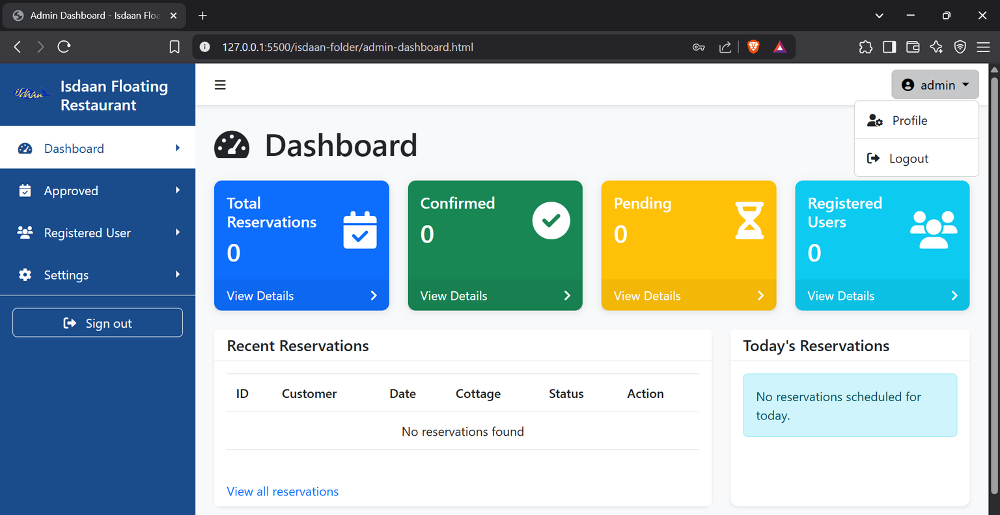 Admin Dashboard - Isdaan Floa
127.0.0.1:5500/isdaan-folder/admin-dashboard.html
isdaan
Isdaan Floating
Restaurant
admin
Profile
Logout
Dashboard
Approved
Registered User
Settings
Sign out
Dashboard
Total
Reservations
0
View Details
Confirmed
0
View Details
Pending
0
View Details
Registered
Users
0
View Details
Recent Reservations
ID Customer Date Cottage Status Action
No reservations found
View all reservations
Today's Reservations
No reservations scheduled for
today.